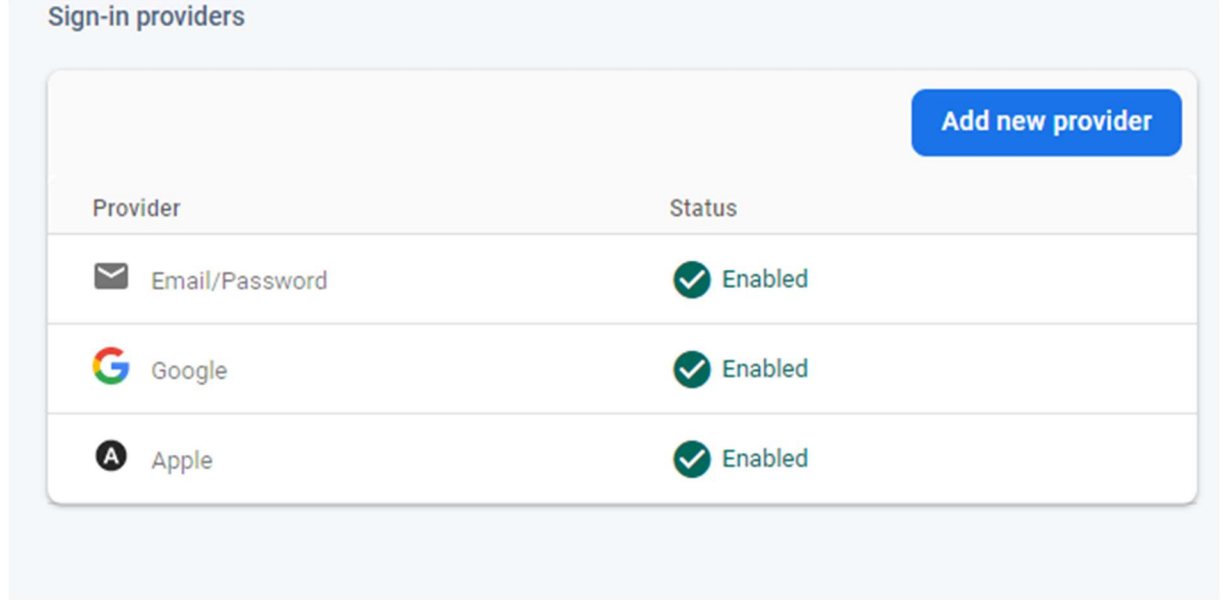 Sign-in providers
Add new provider
Provider Status
Email/Password Enabled
Google Enabled
A Apple Enabled